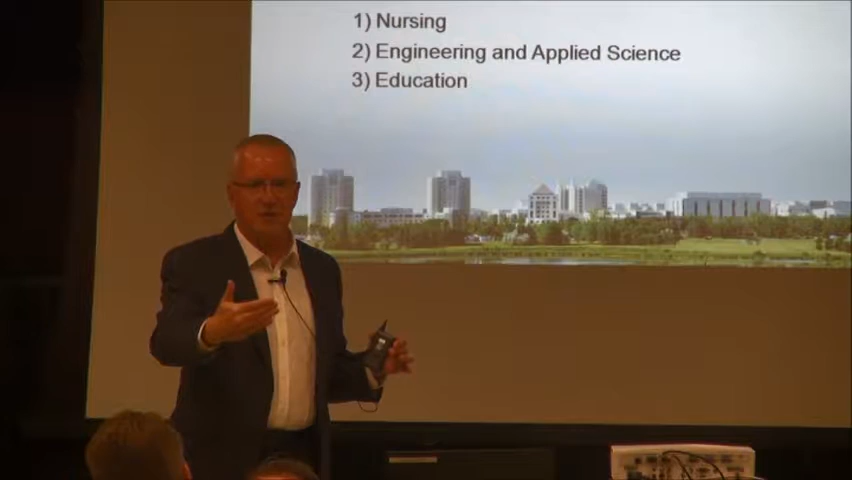 1) Nursing
2) Engineering and Applied Science
3) Education